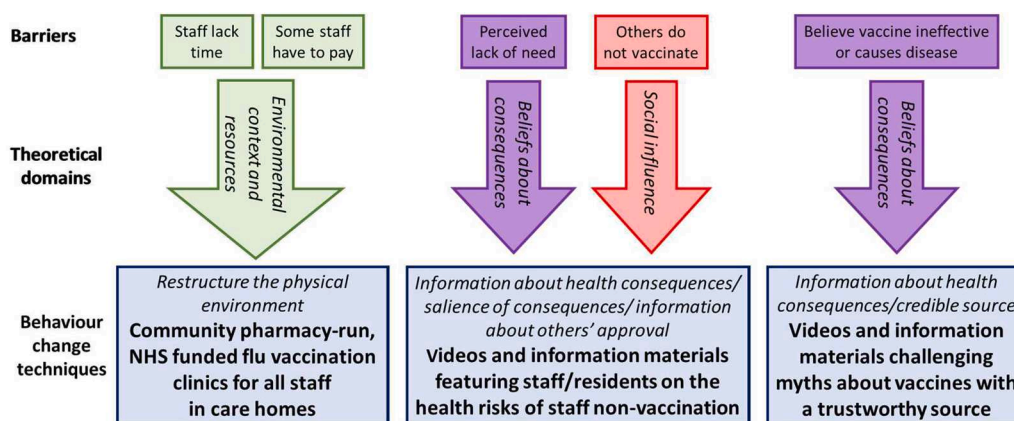 Barriers
Staff lack
time
Some staff
have to pay
Perceived
lack of need
Others do
not vaccinate
Believe vaccine ineffective
or causes disease
Theoretical
domains
Environmental
context and
resources
Beliefs about
consequences
Social influence
Beliefs about
consequences
Behaviour
change
techniques
Restructure the physical
environment
Community pharmacy-run,
NHS funded flu vaccination
clinics for all staff
in care homes
Information about health consequences/
salience of consequences/ information
about others’ approval
Videos and information materials
featuring staff/residents on the
health risks of staff non-vaccination
Information about health
consequences/credible source
Videos and information
materials challenging
myths about vaccines with
a trustworthy source